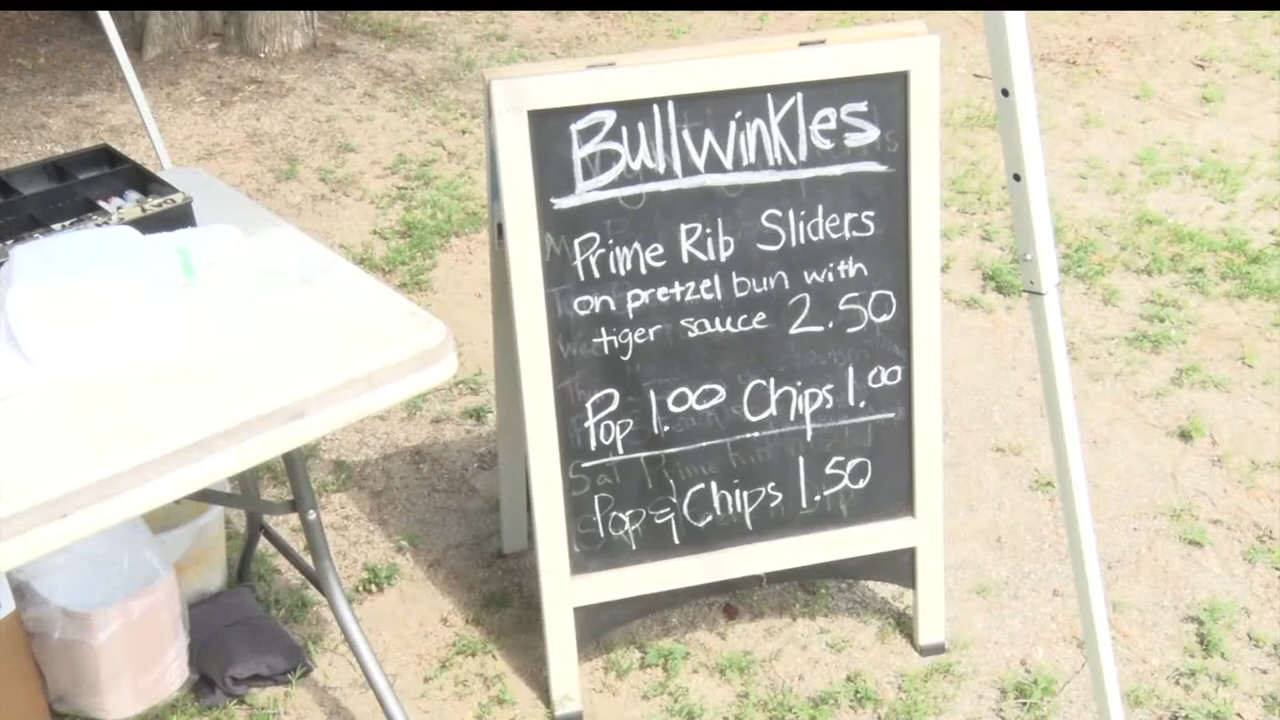 Bullwinkles
Prime Rib Sliders
on pretzel bun with
tiger sauce 2.50
Pop 1.00 Chips 1.00
Pop & Chips 1.50